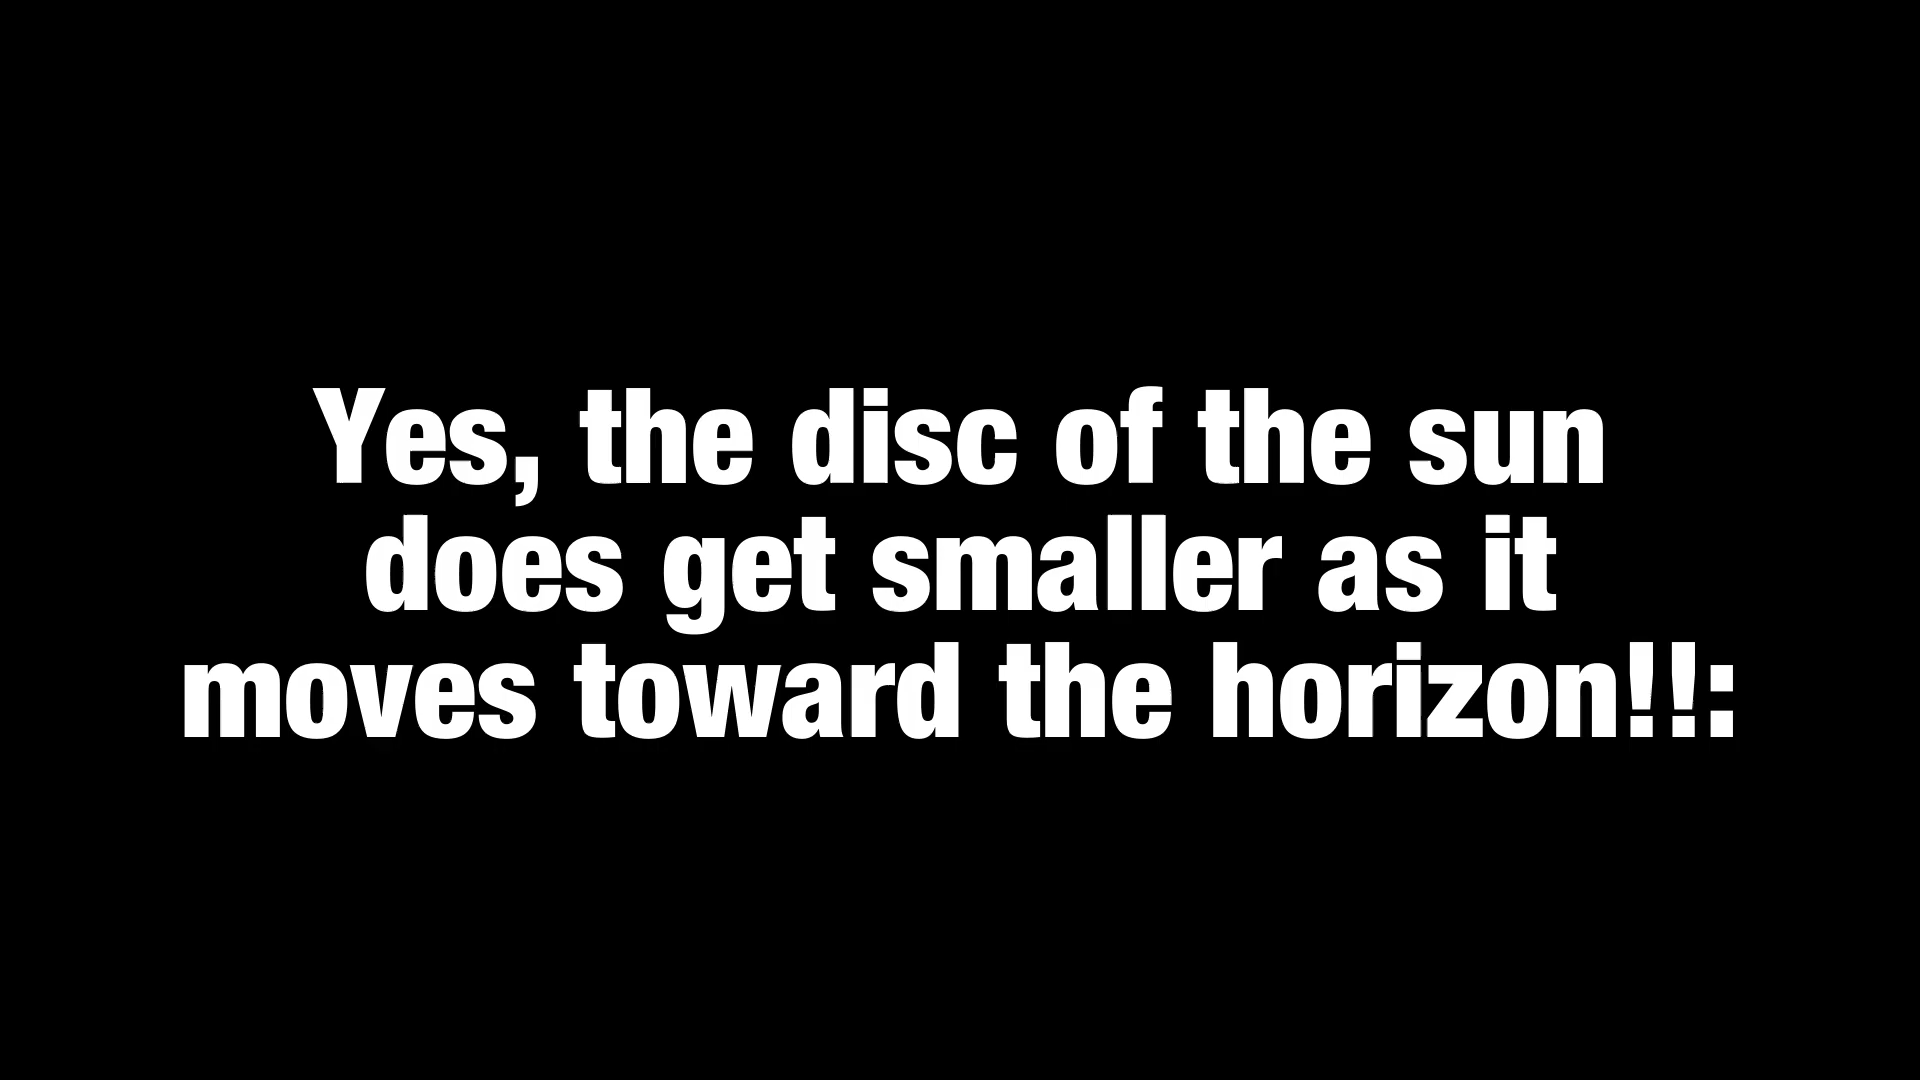 Yes, the disc of the sun
does get smaller as it
moves toward the horizon!!: